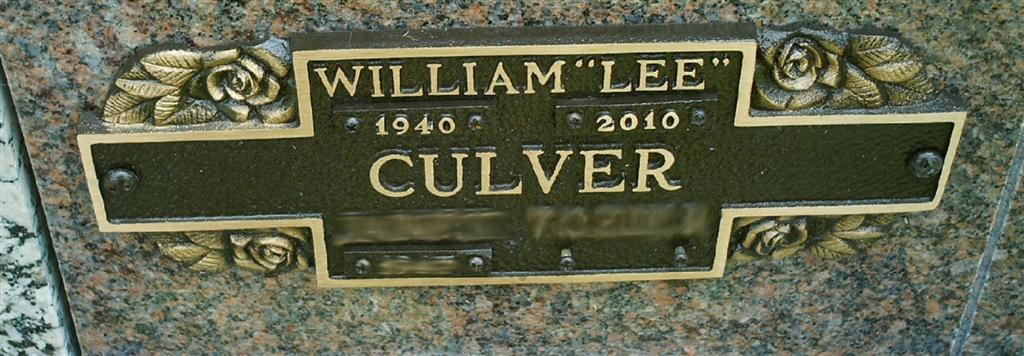 WILLIAM "LEE"
1940 2010
CULVER